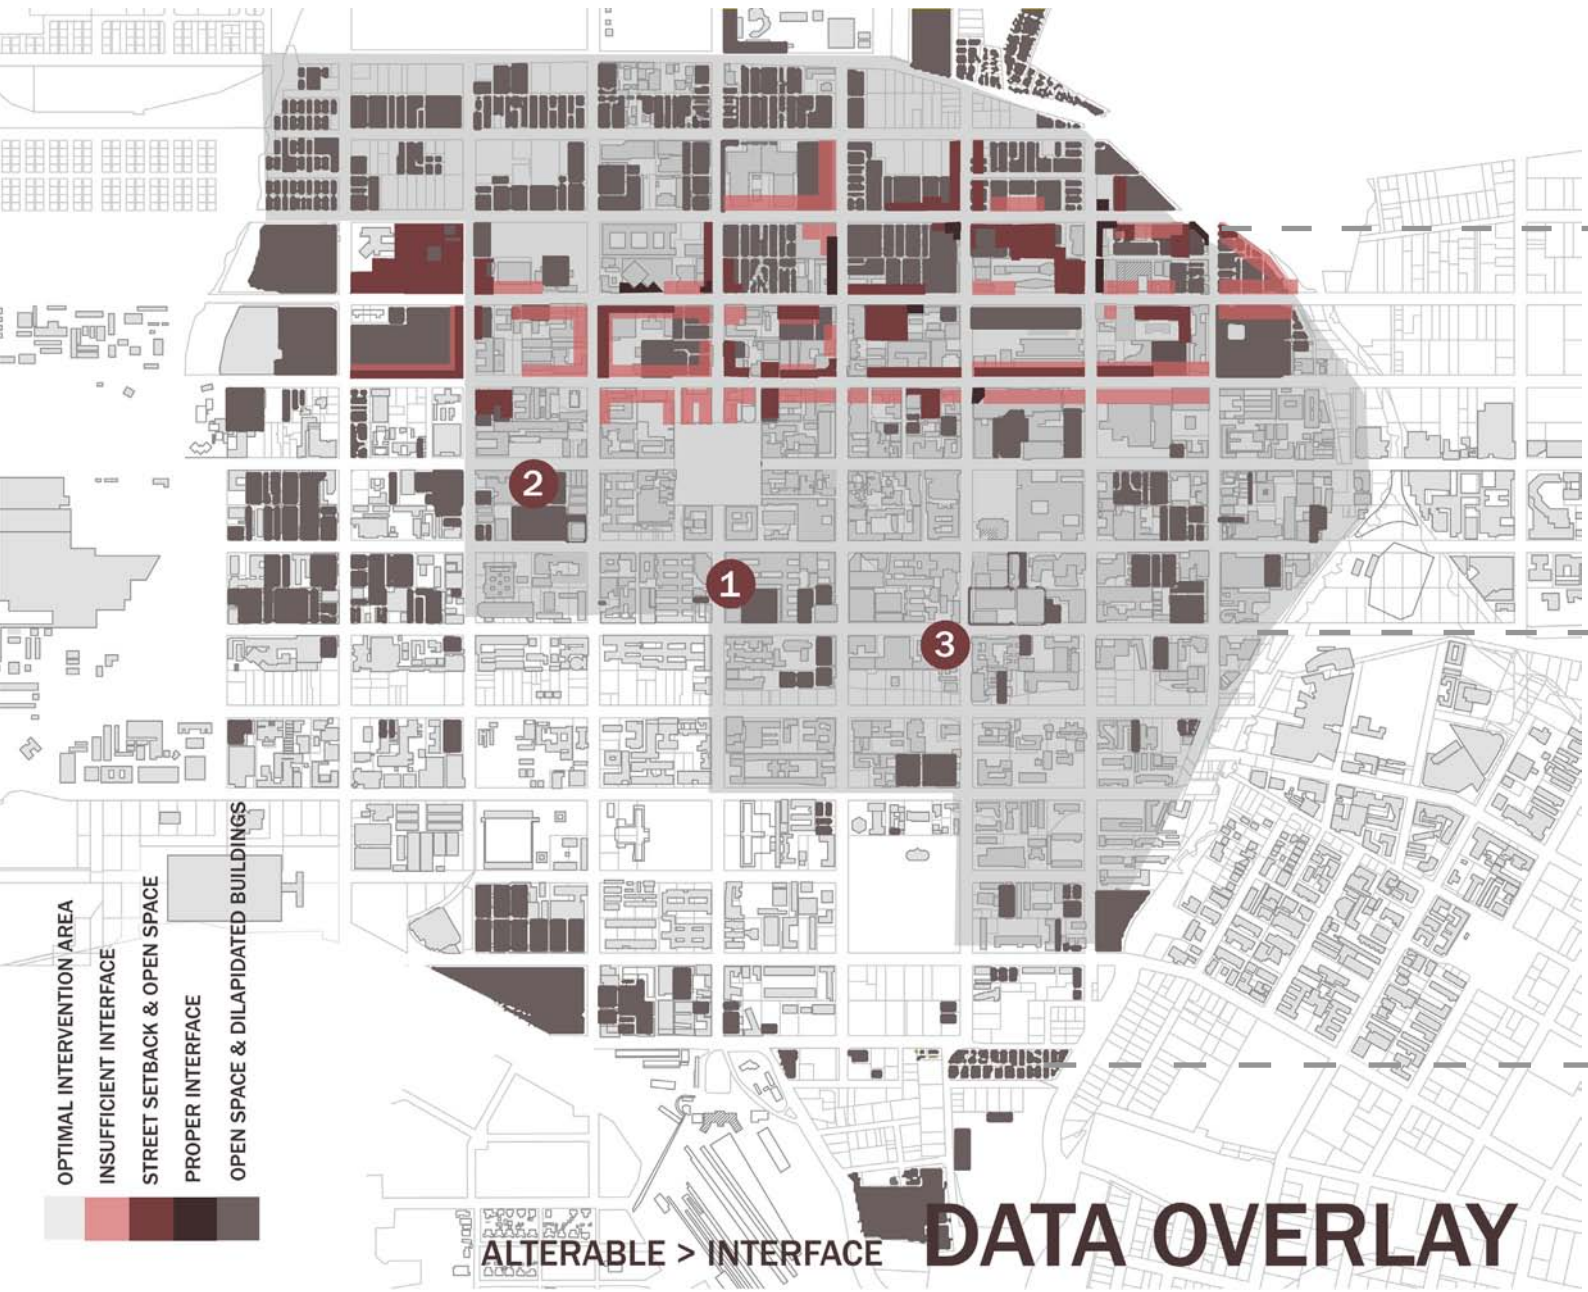 2
1
3
OPTIMAL INTERVENTION AREA
INSUFFICIENT INTERFACE
STREET SETBACK & OPEN SPACE
PROPER INTERFACE
OPEN SPACE & DILAPIDATED BUILDINGS
ALTERABLE > INTERFACE
DATA OVERLAY